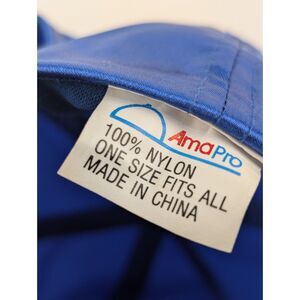 AmaPro
100% NYLON
ONE SIZE FITS ALL
MADE IN CHINA